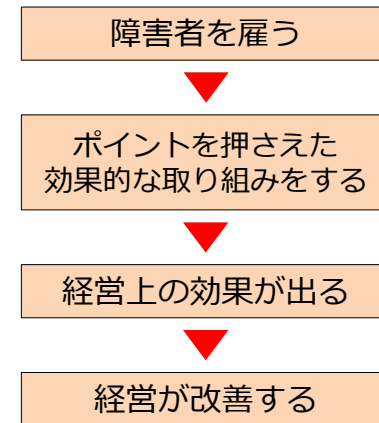 障害者を雇う
ポイントを押さえた
効果的な取り組みをする
経営上の効果が出る
経営が改善する